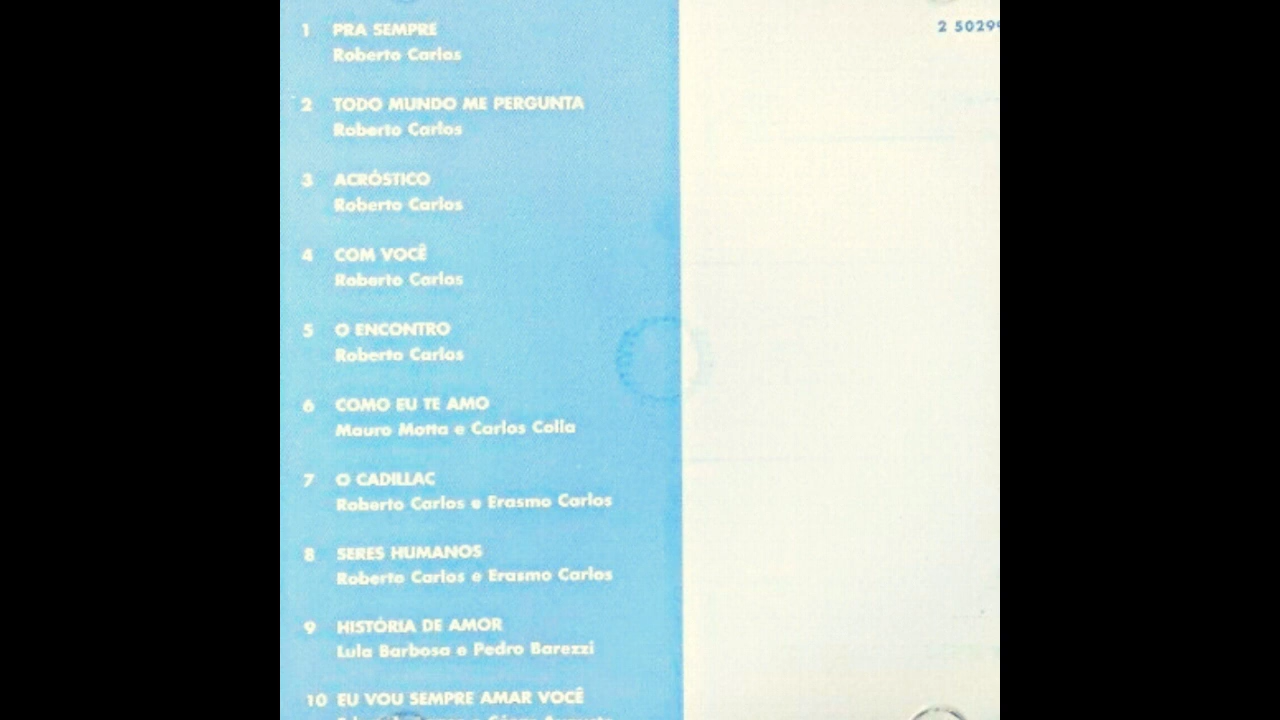 2 5029
1 PRA SEMPRE
Roberto Carlos
2 TODO MUNDO ME PERGUNTA
Roberto Carlos
3 ACRÓSTICO
Roberto Carlos
4 COM VOCÊ
Roberto Carlos
5 O ENCONTRO
Roberto Carlos
6 COMO EU TE AMO
Mauro Motta e Carlos Colla
7 O CADILLAC
Roberto Carlos e Erasmo Carlos
8 SERES HUMANOS
Roberto Carlos e Erasmo Carlos
9 HISTÓRIA DE AMOR
Lula Barbosa e Pedro Barezzi
10 EU VOU SEMPRE AMAR VOCÊ